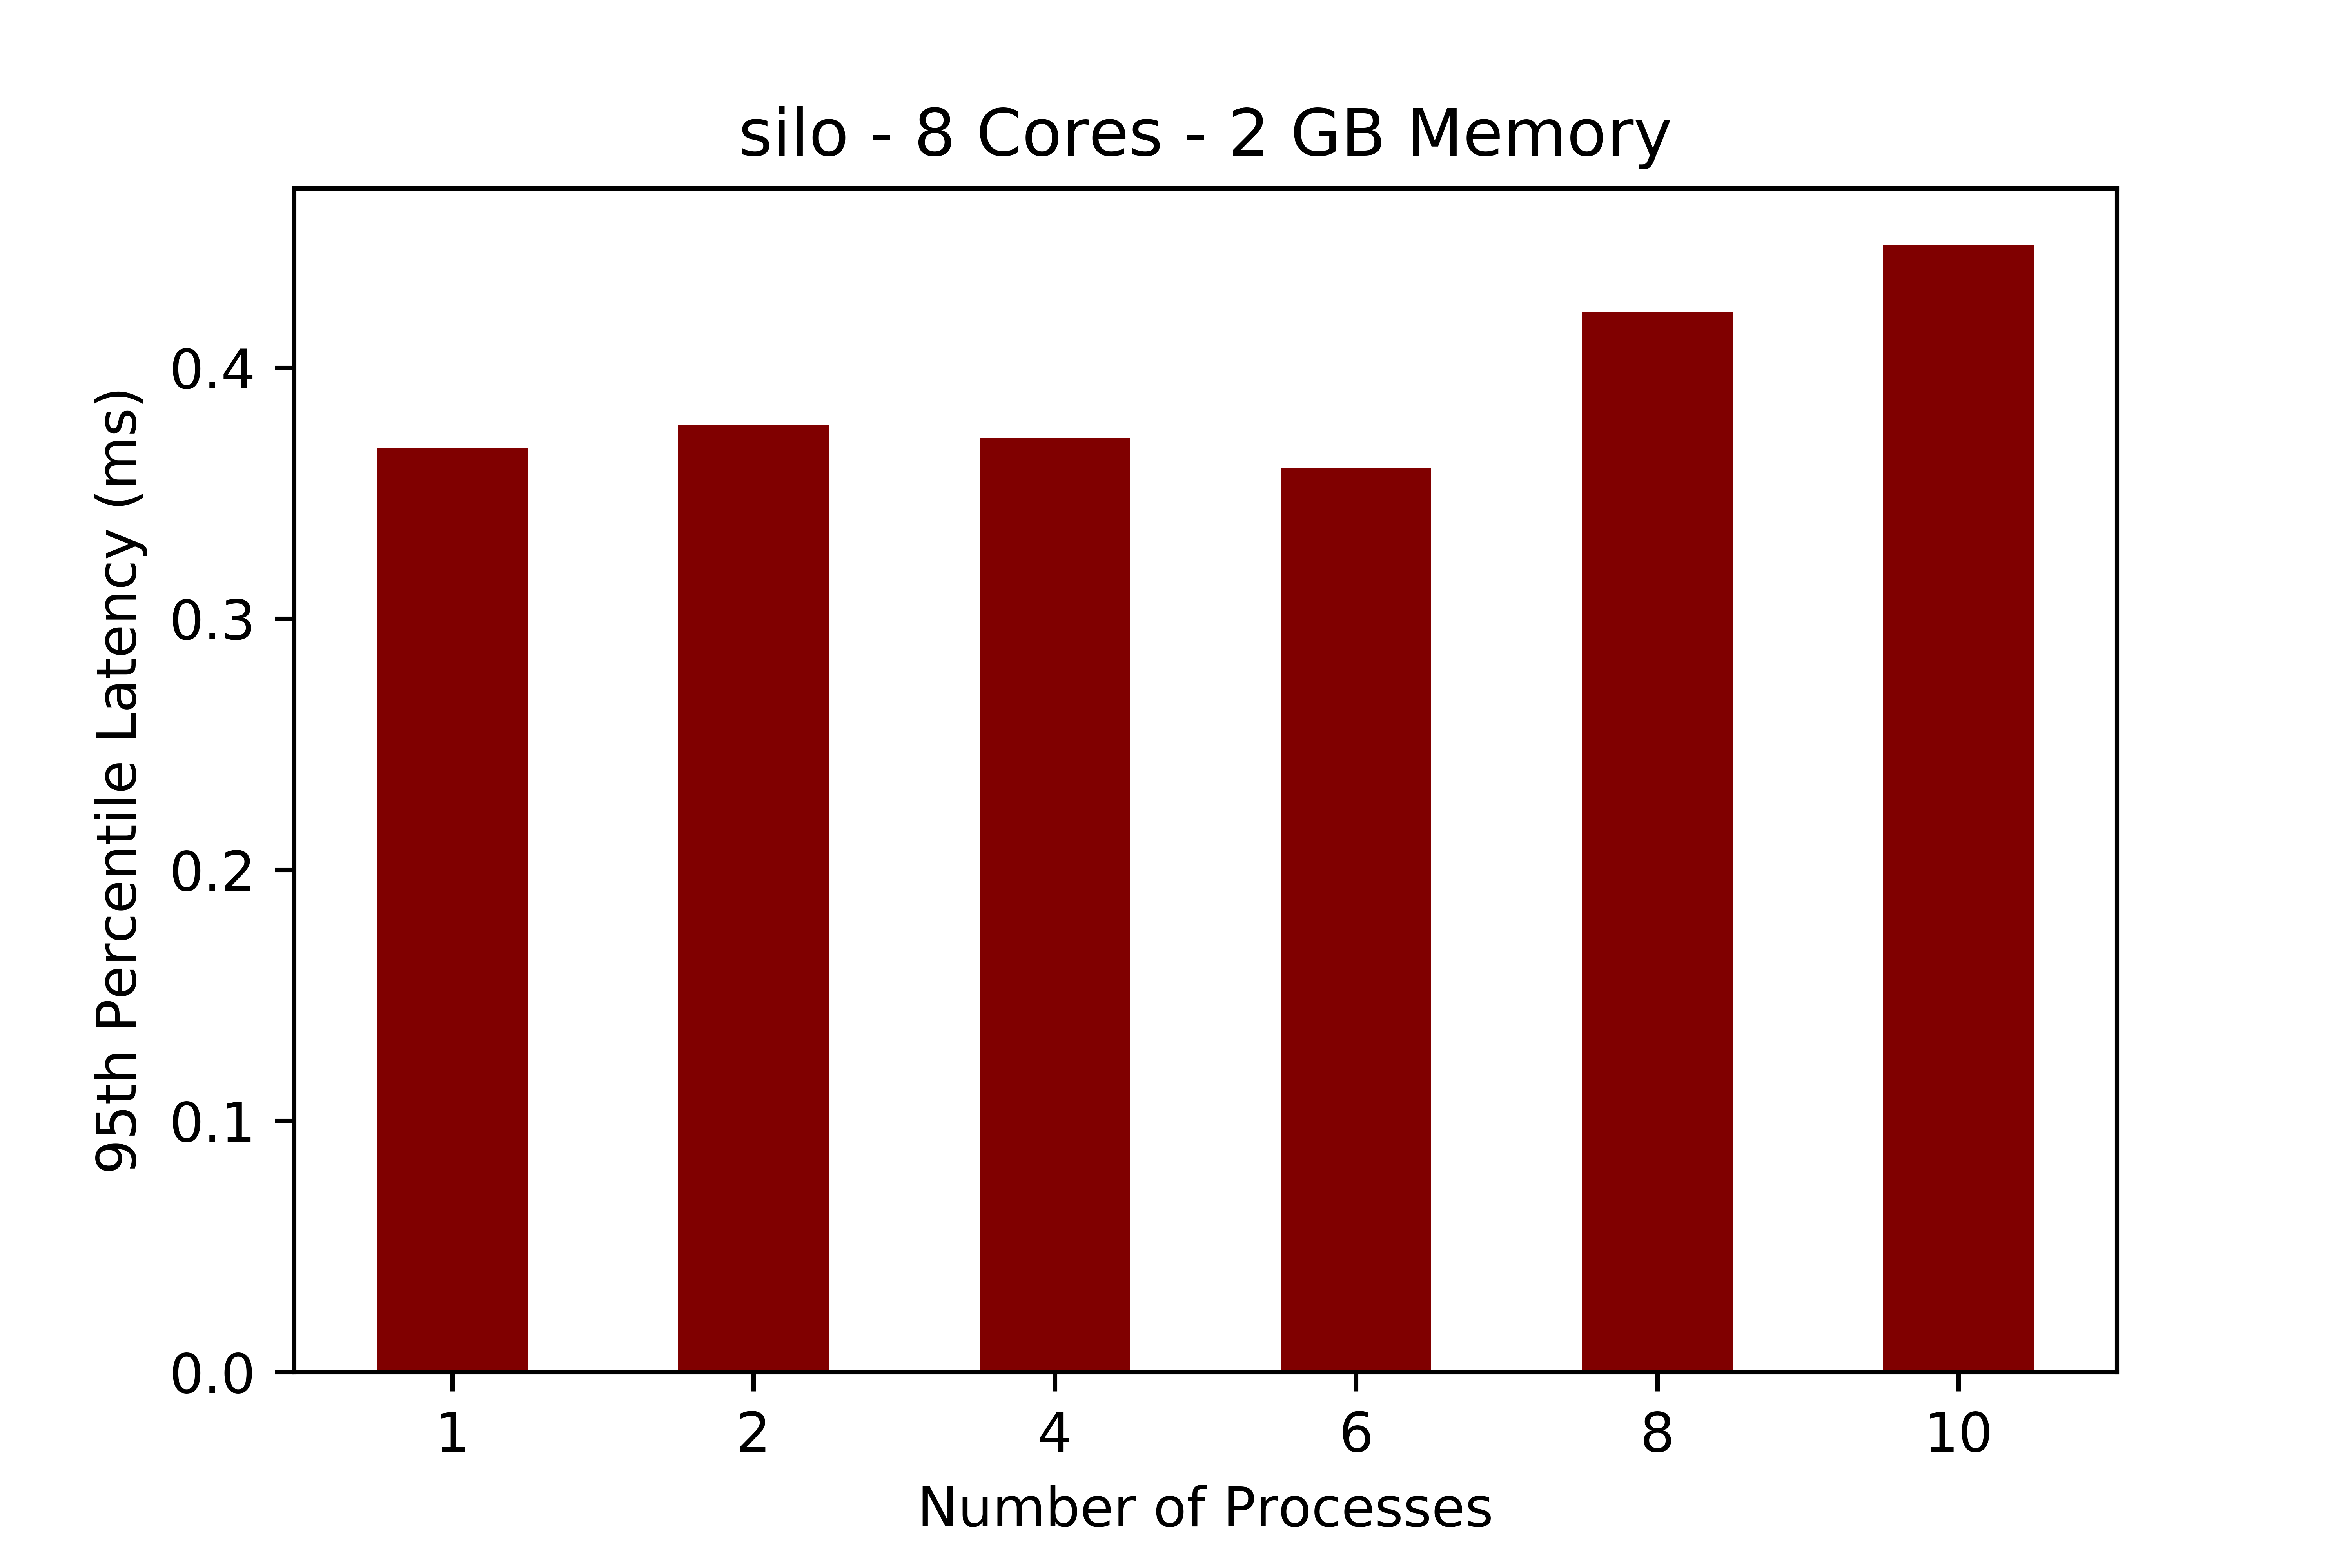 silo - 8 Cores - 2 GB Memory
95th Percentile Latency (ms)
0.4
0.3
0.2
0.1
0.0
1 2 4 6 8 10
Number of Processes